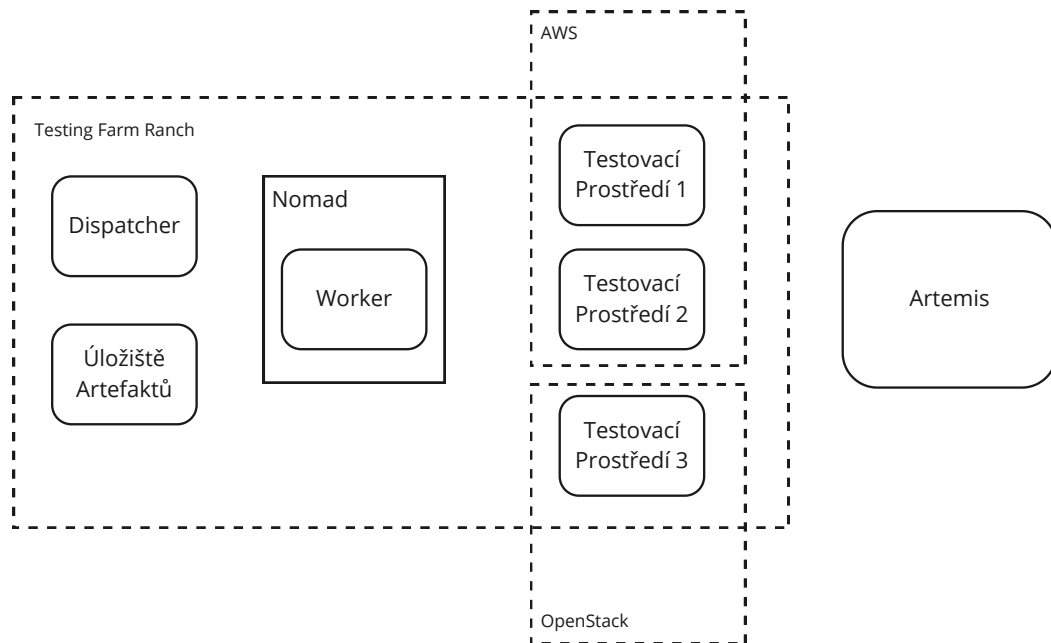 AWS
Testing Farm Ranch
Dispatcher
Úložiště
Artefaktů
Nomad
Worker
Testovací
Prostředí 1
Testovací
Prostředí 2
Testovací
Prostředí 3
OpenStack
Artemis